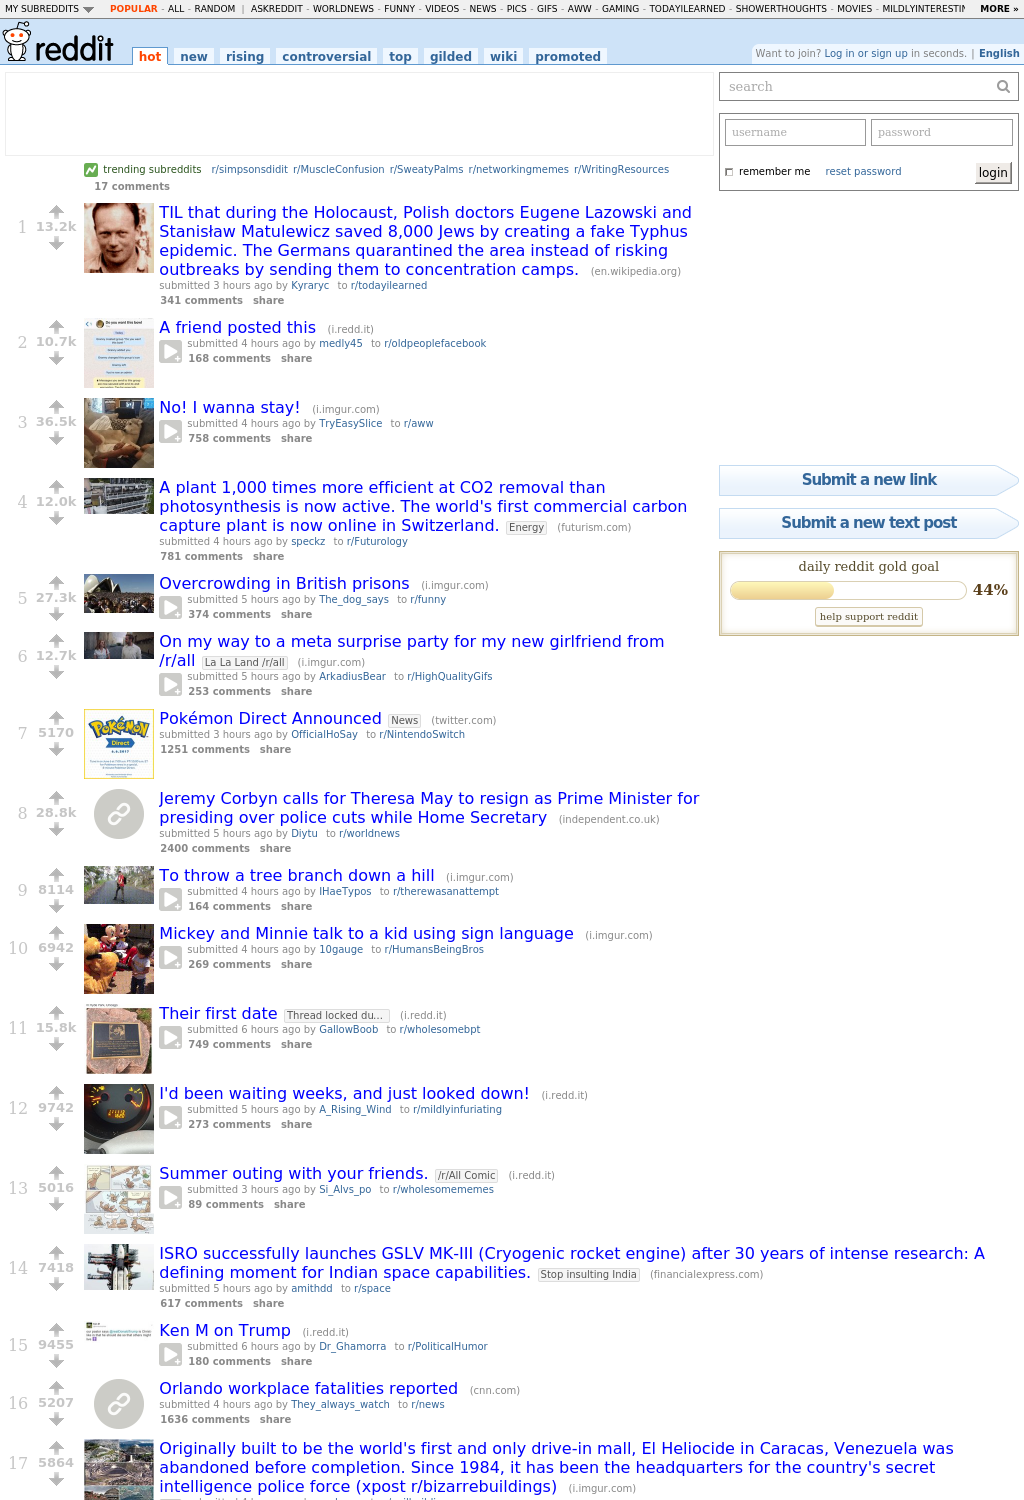 MY SUBREDDITS POPULAR - ALL - RANDOM | ASKREDDIT - WORLDNEWS - FUNNY - VIDEOS - NEWS - PICS - GIFS - AWW - GAMING - TODAYILEARNED - SHOWERTHOUGHTS - MOVIES - MILDLYINTERESTIN MORE »
reddit hot new rising controversial top gilded wiki promoted
Want to join? Log in or sign up in seconds. | English
search
username password
remember me reset password login
trending subreddits r/simpsonsdidit r/MuscleConfusion r/SweatyPalms r/networkingmemes r/WritingResources
17 comments
1 13.2k
TIL that during the Holocaust, Polish doctors Eugene Lazowski and
Stanisław Matulewicz saved 8,000 Jews by creating a fake Typhus
epidemic. The Germans quarantined the area instead of risking
outbreaks by sending them to concentration camps. (en.wikipedia.org)
submitted 3 hours ago by Kyraryc to r/todayilearned
341 comments share
2 10.7k
A friend posted this (i.redd.it)
submitted 4 hours ago by medly45 to r/oldpeoplefacebook
168 comments share
3 36.5k
No! I wanna stay! (i.imgur.com)
submitted 4 hours ago by TryEasySlice to r/aww
758 comments share
4 12.0k
A plant 1,000 times more efficient at CO2 removal than
photosynthesis is now active. The world's first commercial carbon
capture plant is now online in Switzerland. Energy (futurism.com)
submitted 4 hours ago by speckz to r/Futurology
781 comments share
Submit a new link
Submit a new text post
daily reddit gold goal
44%
help support reddit
5 27.3k
Overcrowding in British prisons (i.imgur.com)
submitted 5 hours ago by The_dog_says to r/funny
374 comments share
6 12.7k
On my way to a meta surprise party for my new girlfriend from
/r/all La La Land /r/all (i.imgur.com)
submitted 5 hours ago by ArkadiusBear to r/HighQualityGifs
253 comments share
7 5170
POKéMON
Direct
Pokémon Direct Announced News (twitter.com)
submitted 3 hours ago by OfficialHoSay to r/NintendoSwitch
1251 comments share
8 28.8k
Jeremy Corbyn calls for Theresa May to resign as Prime Minister for
presiding over police cuts while Home Secretary (independent.co.uk)
submitted 5 hours ago by Diytu to r/worldnews
2400 comments share
9 8114
To throw a tree branch down a hill (i.imgur.com)
submitted 4 hours ago by IHaeTypos to r/therewasanattempt
164 comments share
10 6942
Mickey and Minnie talk to a kid using sign language (i.imgur.com)
submitted 4 hours ago by 10gauge to r/HumansBeingBros
269 comments share
11 15.8k
Their first date Thread locked du... (i.redd.it)
submitted 6 hours ago by GallowBoob to r/wholesomebpt
749 comments share
12 9742
I'd been waiting weeks, and just looked down! (i.redd.it)
submitted 5 hours ago by A_Rising_Wind to r/mildlyinfuriating
273 comments share
13 5016
Summer outing with your friends. /r/All Comic (i.redd.it)
submitted 3 hours ago by Si_Alvs_po to r/wholesomememes
89 comments share
14 7418
ISRO successfully launches GSLV MK-III (Cryogenic rocket engine) after 30 years of intense research: A
defining moment for Indian space capabilities. Stop insulting India (financialexpress.com)
submitted 5 hours ago by amithdd to r/space
617 comments share
15 9455
Ken M on Trump (i.redd.it)
submitted 6 hours ago by Dr_Ghamorra to r/PoliticalHumor
180 comments share
16 5207
Orlando workplace fatalities reported (cnn.com)
submitted 4 hours ago by They_always_watch to r/news
1636 comments share
17 5864
Originally built to be the world's first and only drive-in mall, El Heliocide in Caracas, Venezuela was
abandoned before completion. Since 1984, it has been the headquarters for the country's secret
intelligence police force (xpost r/bizarrebuildings) (i.imgur.com)